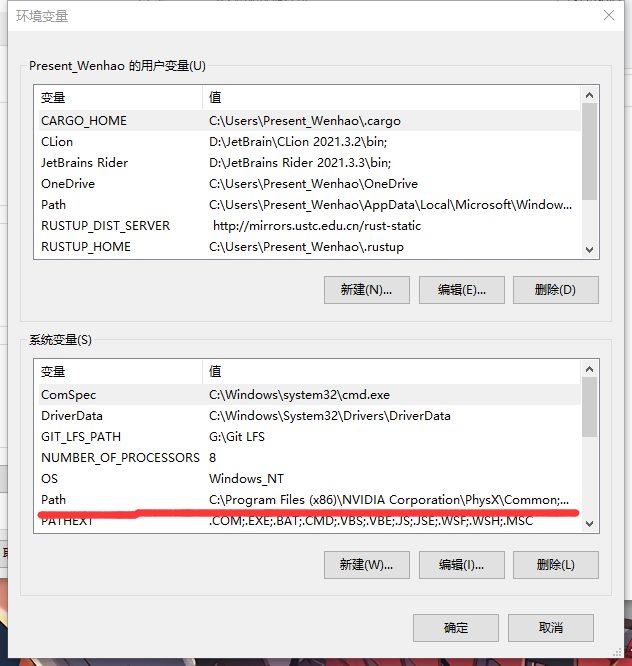 环境变量
Present_Wenhao 的用户变量(U)
变量 值
CARGO_HOME C:\Users\Present_Wenhao\.cargo
CLion D:\JetBrain\CLion 2021.3.2\bin;
JetBrains Rider D:\JetBrains Rider 2021.3.3\bin;
OneDrive C:\Users\Present_Wenhao\OneDrive
Path C:\Users\Present_Wenhao\AppData\Local\Microsoft\Window...
RUSTUP_DIST_SERVER http://mirrors.ustc.edu.cn/rust-static
RUSTUP_HOME C:\Users\Present_Wenhao\.rustup
新建(N)... 编辑(E)... 删除(D)
系统变量(S)
变量 值
ComSpec C:\Windows\system32\cmd.exe
DriverData C:\Windows\System32\Drivers\DriverData
GIT_LFS_PATH G:\Git LFS
NUMBER_OF_PROCESSORS 8
OS Windows_NT
Path C:\Program Files (x86)\NVIDIA Corporation\PhysX\Common;...
PATHEXT .COM;.EXE;.BAT;.CMD;.VBS;.VBE;.JS;.JSE;.WSF;.WSH;.MSC
新建(W)... 编辑(I)... 删除(L)
确定 取消